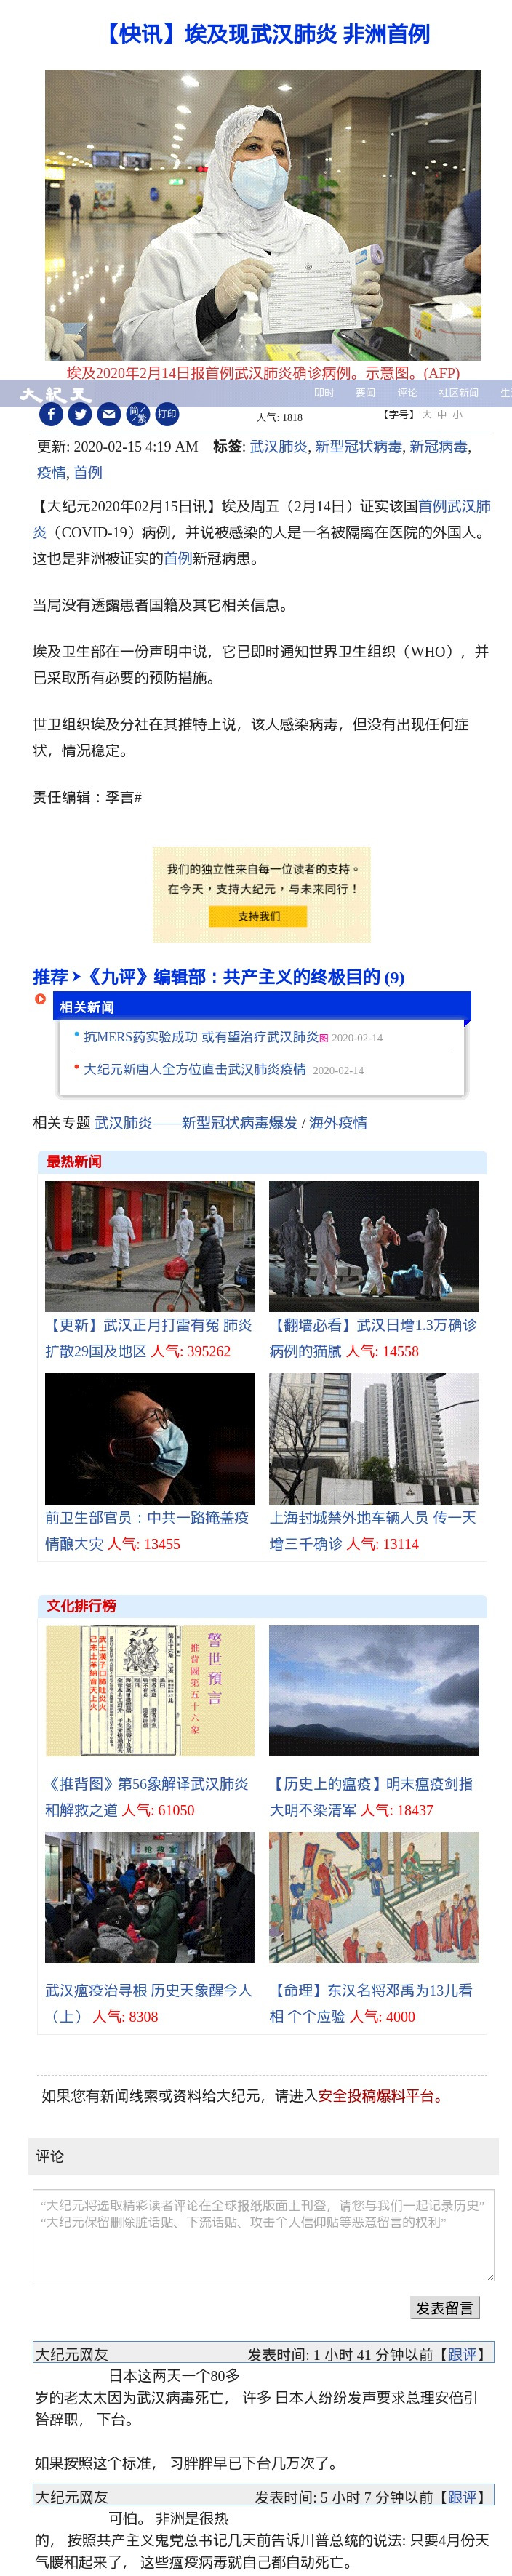 【快讯】埃及现武汉肺炎 非洲首例
埃及2020年2月14日报首例武汉肺炎确诊病例。示意图。(AFP)
大紀元
即时 要闻 评论 社区新闻
简/繁 打印
人气: 1818
【字号】 大 中 小
更新: 2020-02-15 4:19 AM 标签: 武汉肺炎, 新型冠状病毒, 新冠病毒,
疫情, 首例
【大纪元2020年02月15日讯】埃及周五（2月14日）证实该国首例武汉肺
炎（COVID-19）病例，并说被感染的人是一名被隔离在医院的外国人。
这也是非洲被证实的首例新冠病患。
当局没有透露患者国籍及其它相关信息。
埃及卫生部在一份声明中说，它已即时通知世界卫生组织（WHO），并
已采取所有必要的预防措施。
世卫组织埃及分社在其推特上说，该人感染病毒，但没有出现任何症
状，情况稳定。
责任编辑：李言#
我们的独立性来自每一位读者的支持。
在今天，支持大纪元，与未来同行！
支持我们
推荐 《九评》编辑部：共产主义的终极目的 (9)
相关新闻
抗MERS药实验成功 或有望治疗武汉肺炎图 2020-02-14
大纪元新唐人全方位直击武汉肺炎疫情 2020-02-14
相关专题 武汉肺炎——新型冠状病毒爆发 / 海外疫情
最热新闻
【更新】武汉正月打雷有冤 肺炎
扩散29国及地区 人气: 395262
【翻墙必看】武汉日增1.3万确诊
病例的猫腻 人气: 14558
前卫生部官员：中共一路掩盖疫
情酿大灾 人气: 13455
上海封城禁外地车辆人员 传一天
增三千确诊 人气: 13114
文化排行榜
警世預言
推背圖第五十六象
武士漢子口肺吐炎火
己未土羊納音天上火
《推背图》第56象解译武汉肺炎
和解救之道 人气: 61050
【历史上的瘟疫】明末瘟疫剑指
大明不染清军 人气: 18437
抢救室
武汉瘟疫治寻根 历史天象醒今人
（上） 人气: 8308
【命理】东汉名将邓禹为13儿看
相 个个应验 人气: 4000
如果您有新闻线索或资料给大纪元，请进入安全投稿爆料平台。
评论
“大纪元将选取精彩读者评论在全球报纸版面上刊登，请您与我们一起记录历史”
“大纪元保留删除脏话贴、下流话贴、攻击个人信仰贴等恶意留言的权利”
发表留言
大纪元网友 发表时间: 1 小时 41 分钟以前【跟评】
日本这两天一个80多
岁的老太太因为武汉病毒死亡， 许多 日本人纷纷发声要求总理安倍引
咎辞职， 下台。
如果按照这个标准， 习胖胖早已下台几万次了。
大纪元网友 发表时间: 5 小时 7 分钟以前【跟评】
可怕。 非洲是很热
的， 按照共产主义鬼党总书记几天前告诉川普总统的说法: 只要4月份天
气暖和起来了， 这些瘟疫病毒就自己都自动死亡。